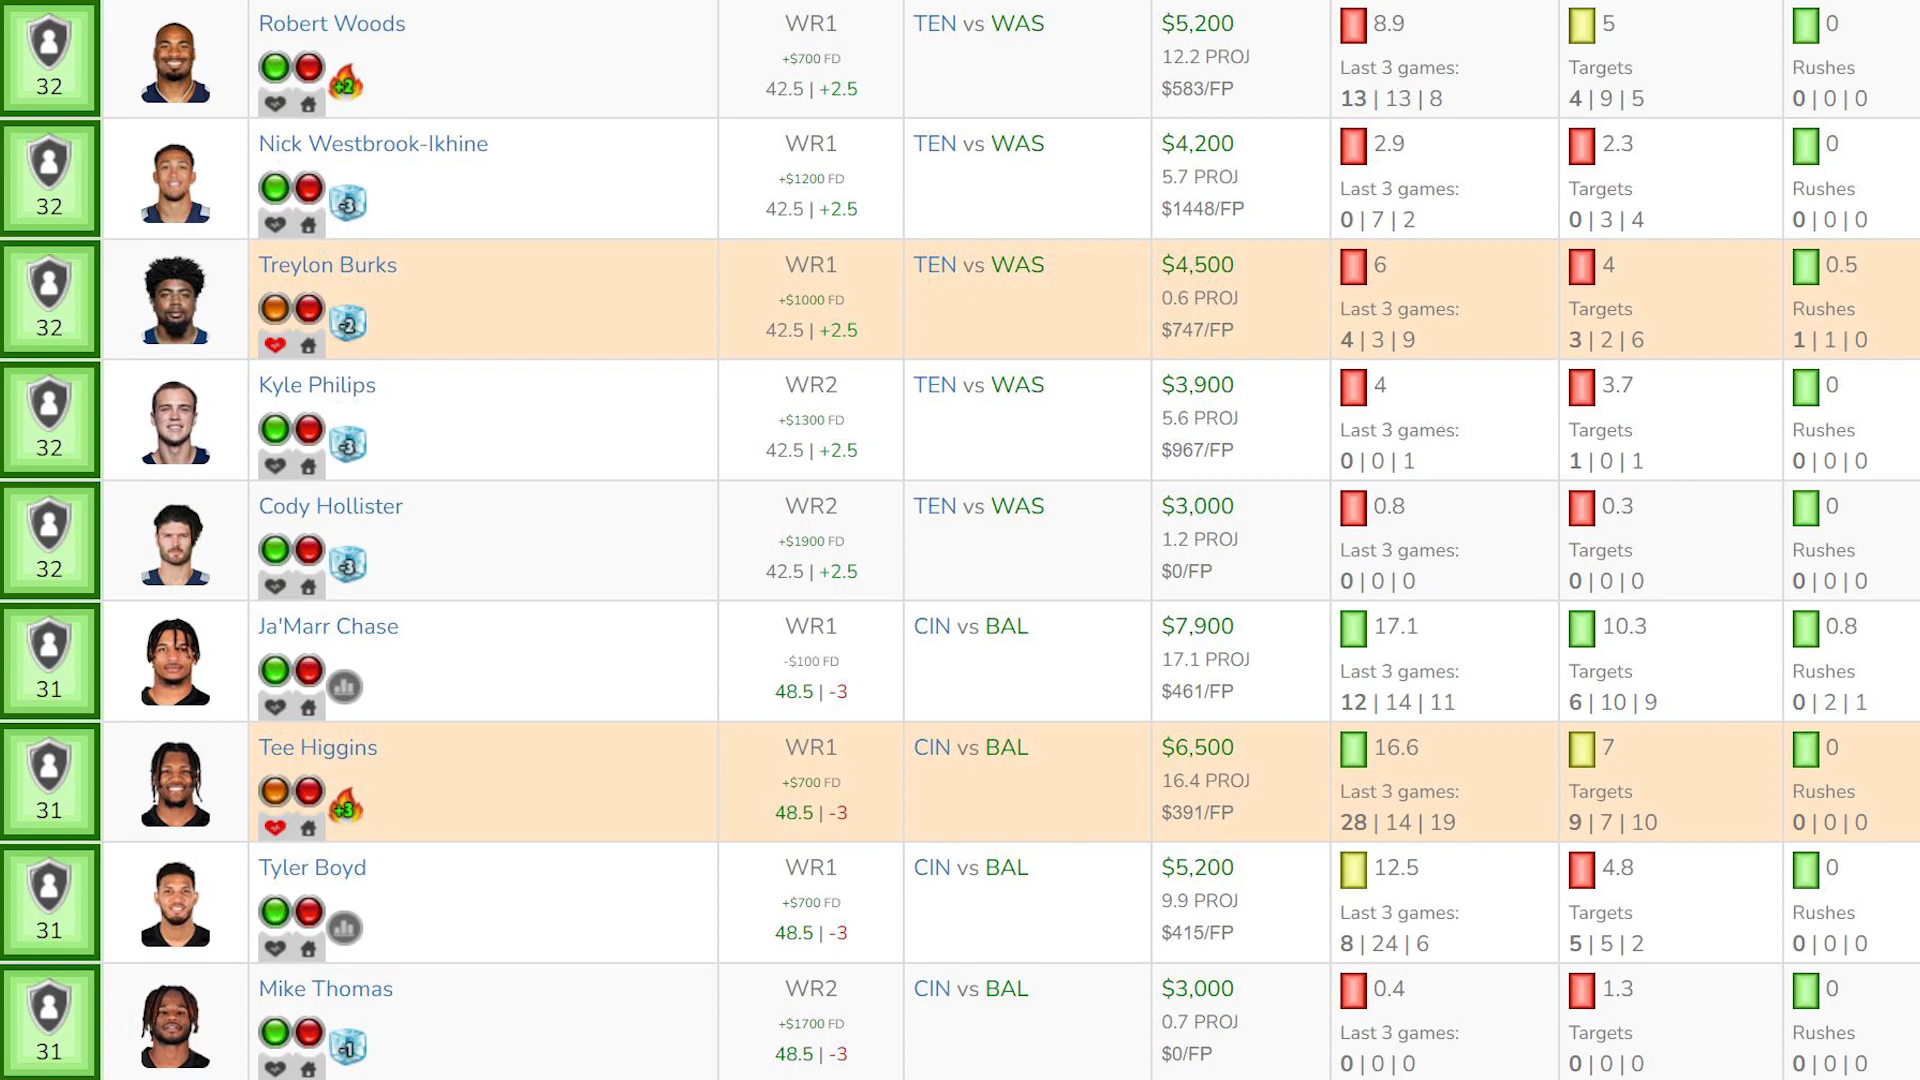 32
Robert Woods
+2
WR1
+$700 FD
42.5 | +2.5
TEN vs WAS
$5,200
12.2 PROJ
$583/FP
8.9
Last 3 games:
13 | 13 | 8
5
Targets
4 | 9 | 5
0
Rushes
0 | 0 | 0
32
Nick Westbrook-Ikhine
-3
WR1
+$1200 FD
42.5 | +2.5
TEN vs WAS
$4,200
5.7 PROJ
$1448/FP
2.9
Last 3 games:
0 | 7 | 2
2.3
Targets
0 | 3 | 4
0
Rushes
0 | 0 | 0
32
Treylon Burks
-2
WR1
+$1000 FD
42.5 | +2.5
TEN vs WAS
$4,500
0.6 PROJ
$747/FP
6
Last 3 games:
4 | 3 | 9
4
Targets
3 | 2 | 6
0.5
Rushes
1 | 1 | 0
32
Kyle Philips
-3
WR2
+$1300 FD
42.5 | +2.5
TEN vs WAS
$3,900
5.6 PROJ
$967/FP
4
Last 3 games:
0 | 0 | 1
3.7
Targets
1 | 0 | 1
0
Rushes
0 | 0 | 0
32
Cody Hollister
-3
WR2
+$1900 FD
42.5 | +2.5
TEN vs WAS
$3,000
1.2 PROJ
$0/FP
0.8
Last 3 games:
0 | 0 | 0
0.3
Targets
0 | 0 | 0
0
Rushes
0 | 0 | 0
31
Ja'Marr Chase
WR1
-$100 FD
48.5 | -3
CIN vs BAL
$7,900
17.1 PROJ
$461/FP
17.1
Last 3 games:
12 | 14 | 11
10.3
Targets
6 | 10 | 9
0.8
Rushes
0 | 2 | 1
31
Tee Higgins
+3
WR1
+$700 FD
48.5 | -3
CIN vs BAL
$6,500
16.4 PROJ
$391/FP
16.6
Last 3 games:
28 | 14 | 19
7
Targets
9 | 7 | 10
0
Rushes
0 | 0 | 0
31
Tyler Boyd
WR1
+$700 FD
48.5 | -3
CIN vs BAL
$5,200
9.9 PROJ
$415/FP
12.5
Last 3 games:
8 | 24 | 6
4.8
Targets
5 | 5 | 2
0
Rushes
0 | 0 | 0
31
Mike Thomas
-1
WR2
+$1700 FD
48.5 | -3
CIN vs BAL
$3,000
0.7 PROJ
$0/FP
0.4
Last 3 games:
0 | 0 | 0
1.3
Targets
0 | 0 | 0
0
Rushes
0 | 0 | 0